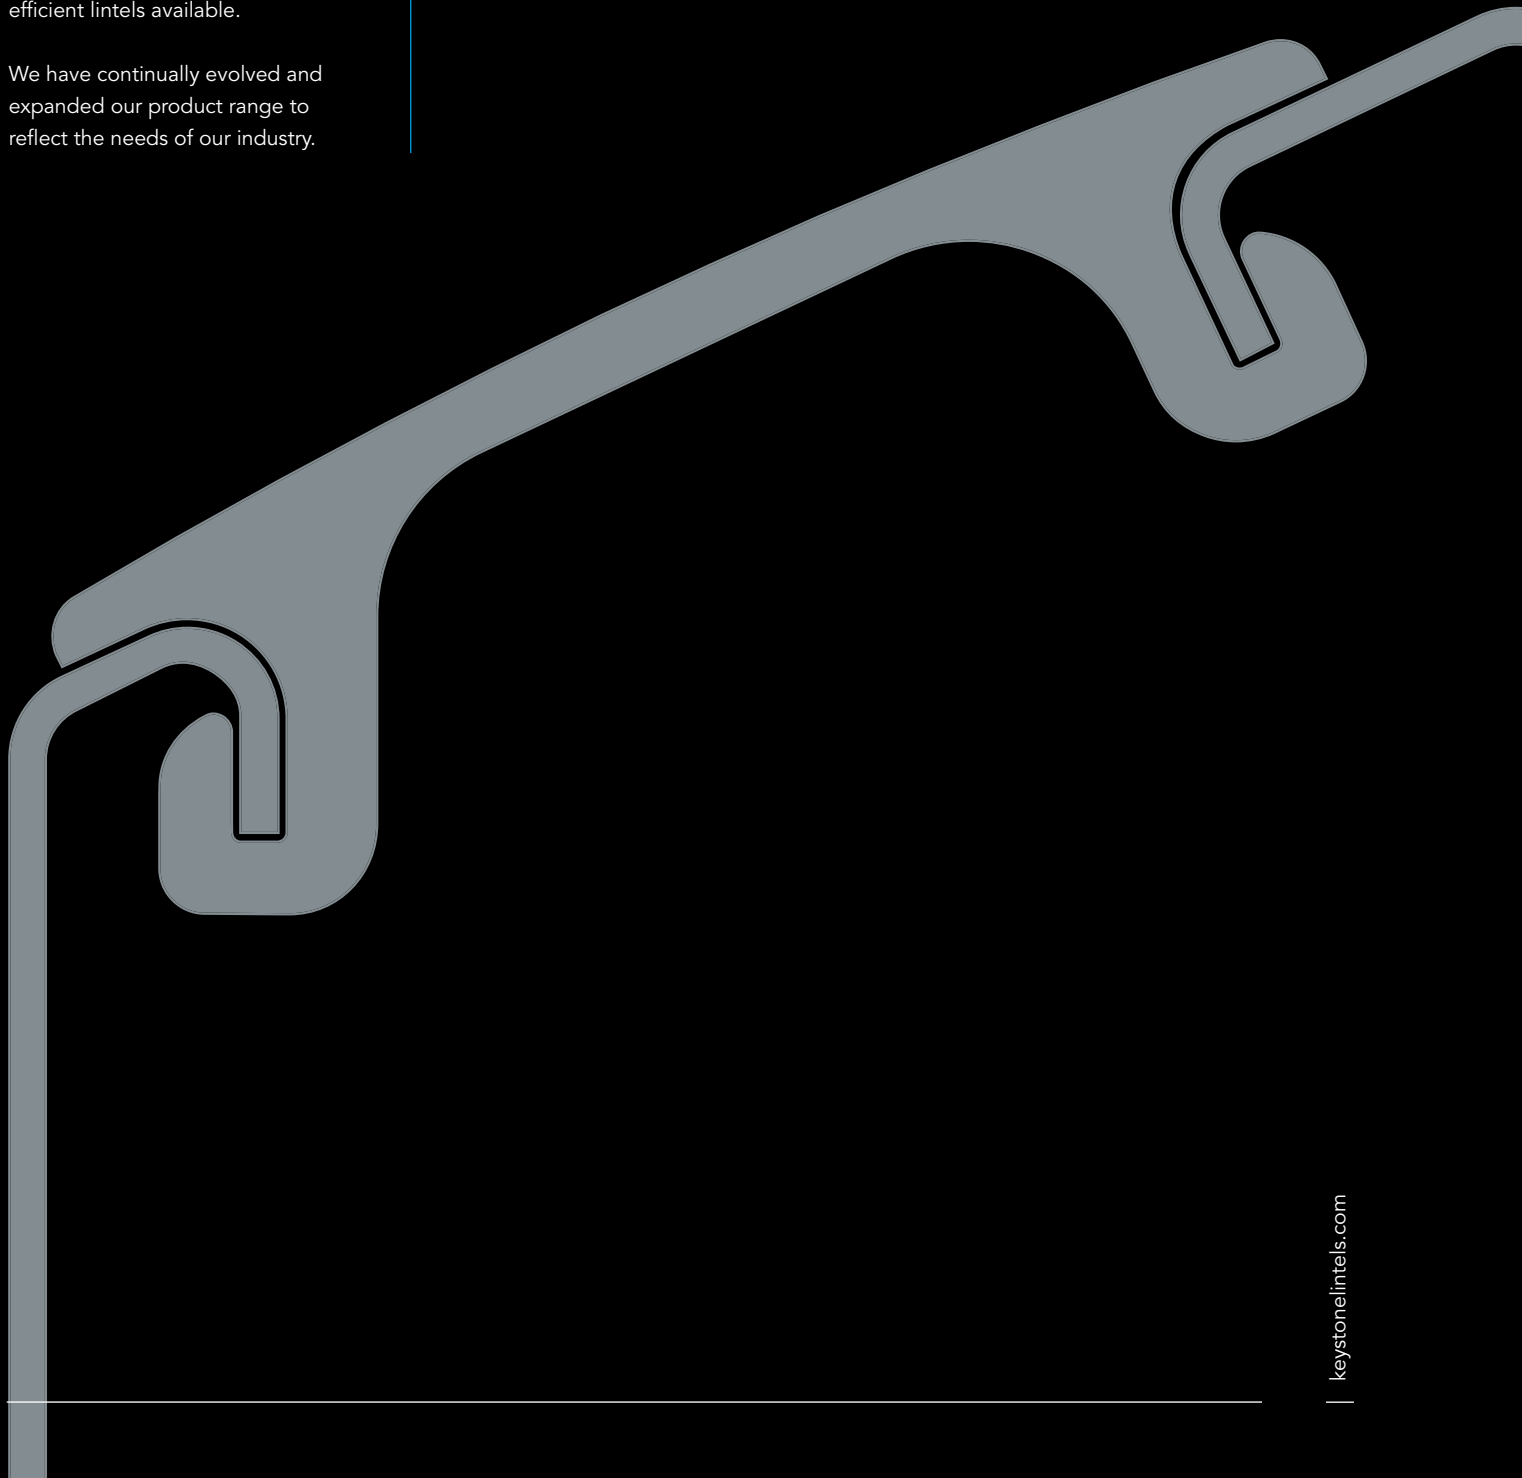 efficient lintels available.
We have continually evolved and
expanded our product range to
reflect the needs of our industry.
keystonelintels.com